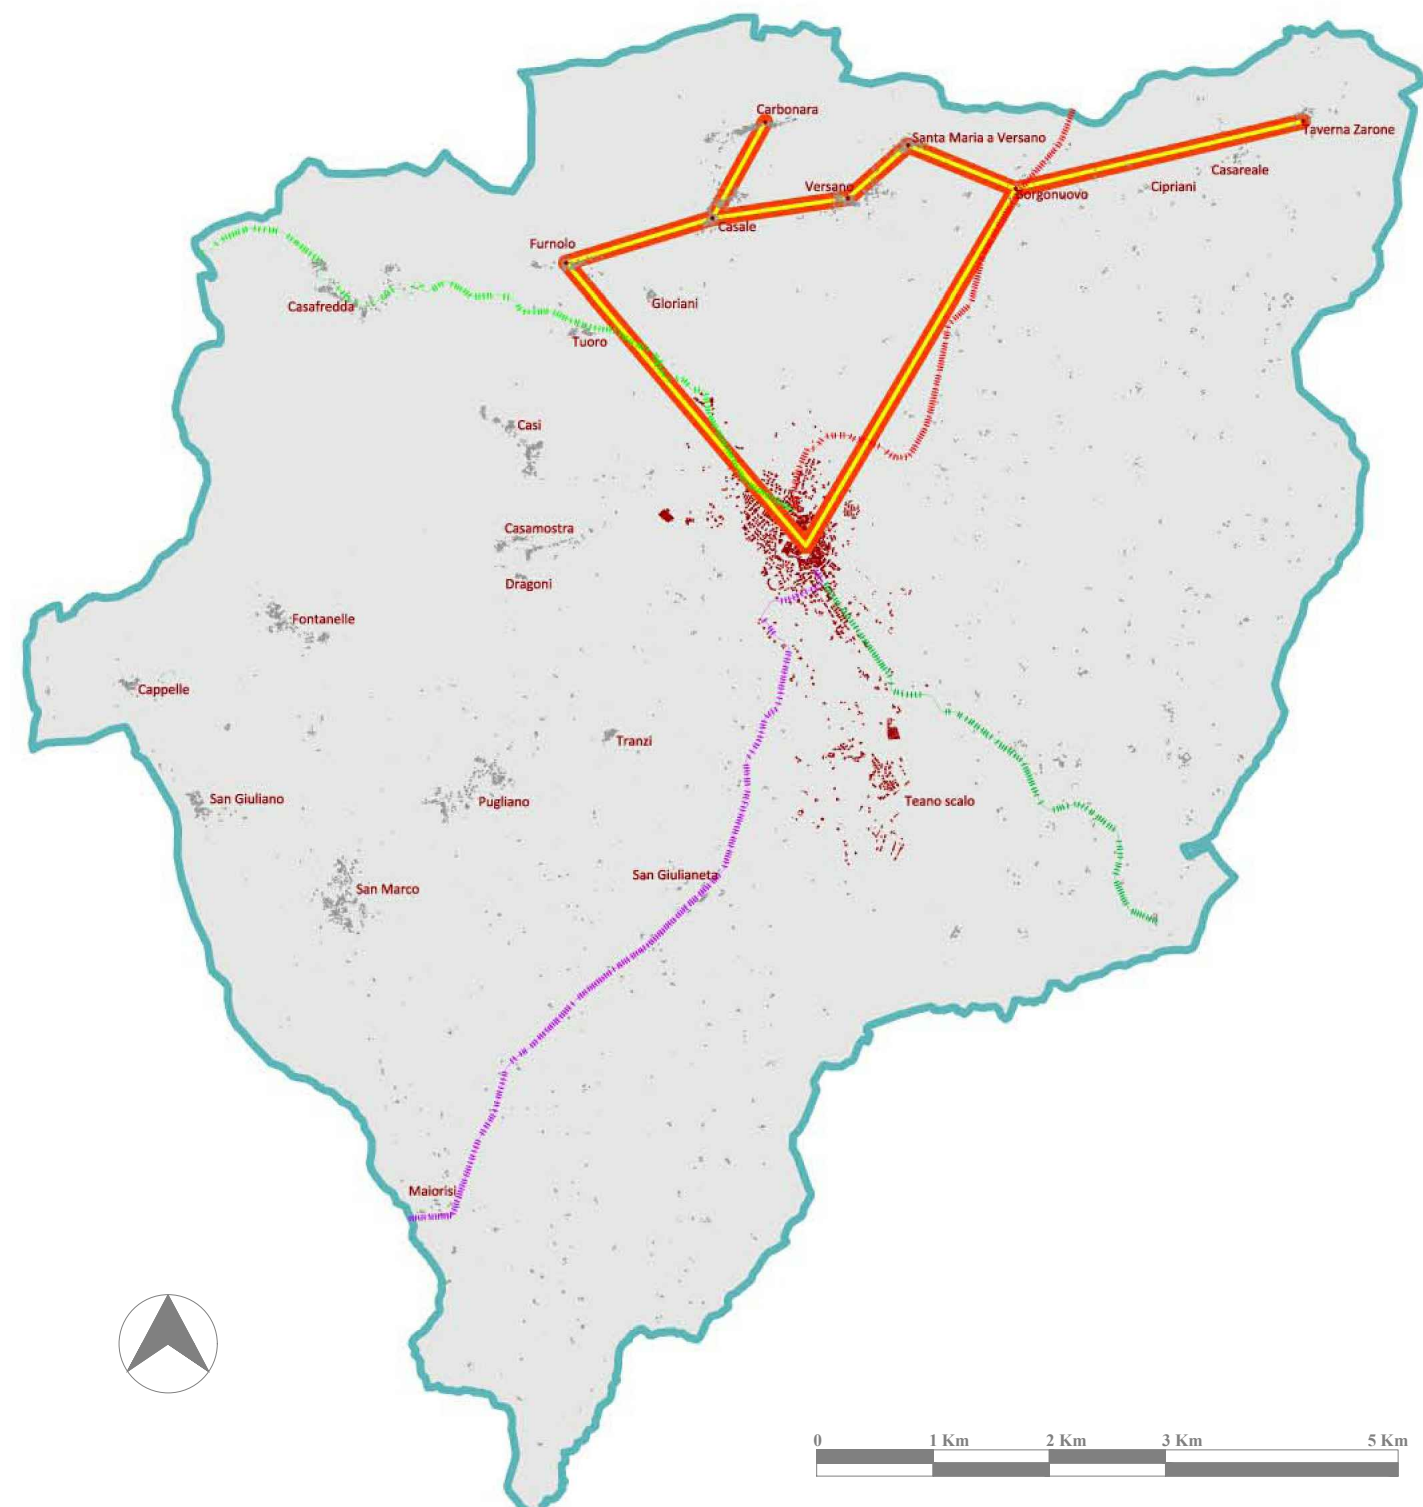 Carbonara
Taverna Zarone
Santa Maria a Versano
Casareale
Cipriani
Versano
Borgonuovo
Casale
Furnolo
Gloriani
Casafredda
Tuoro
Casi
Casamostra
Dragoni
Fontanelle
Cappelle
Tranzi
San Giuliano
Pugliano
Teano scalo
San Giulianeta
San Marco
Maiorisi
0 1 Km 2 Km 3 Km 5 Km